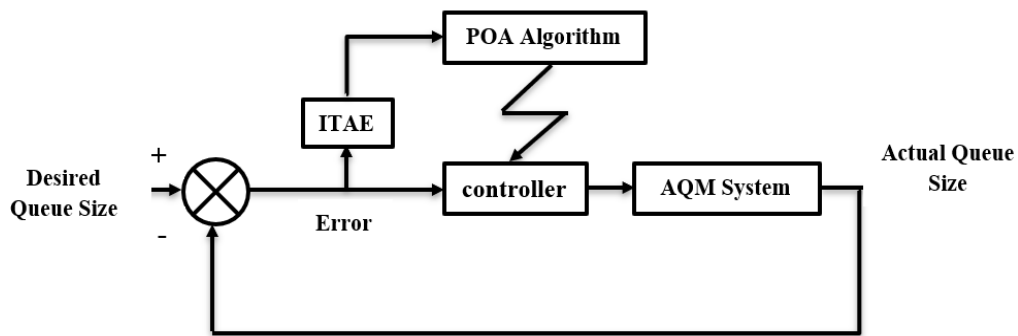 POA Algorithm
ITAE
+
Desired
Queue Size
-
Error
controller
AQM System
Actual Queue
Size